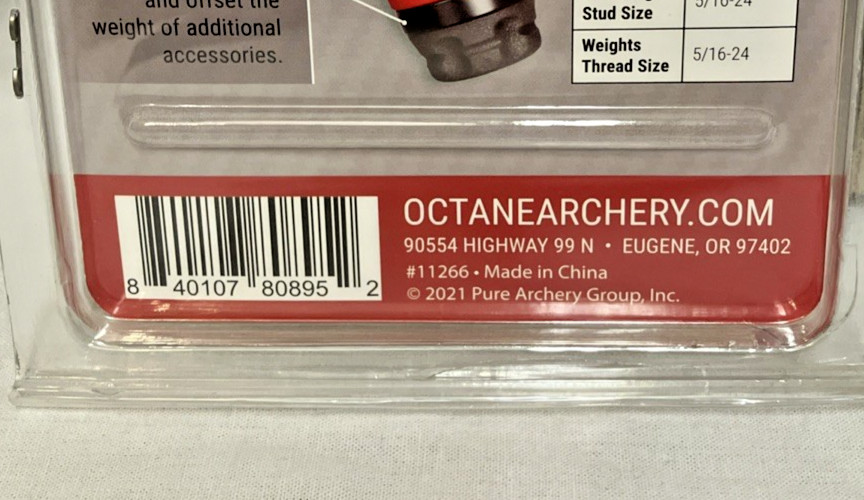 and offset the
weight of additional
accessories.
Stud Size
5/16-24
Weights
Thread Size
5/16-24
8 40107 80895 2
OCTANEARCHERY.COM
90554 HIGHWAY 99 N • EUGENE, OR 97402
#11266 • Made in China
© 2021 Pure Archery Group, Inc.